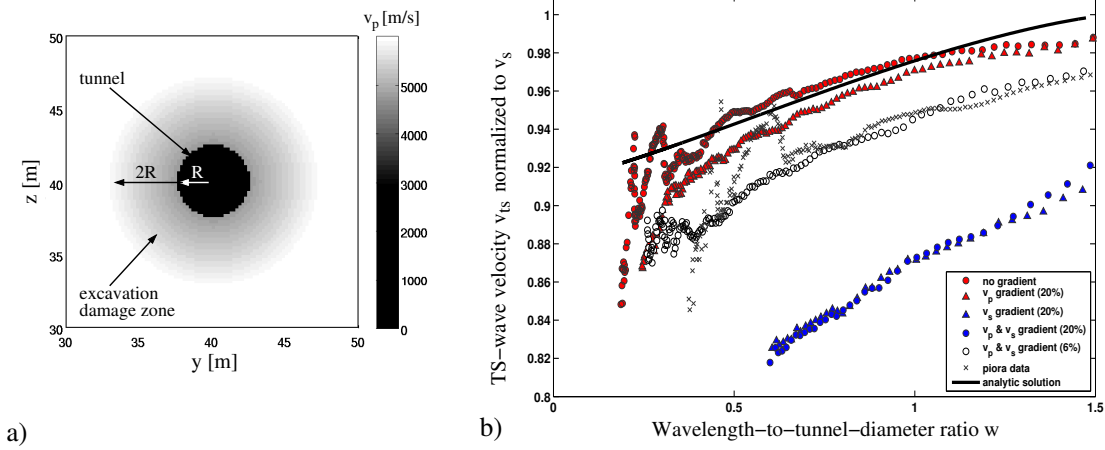 v_p [m/s]
50
45
40
35
30
z [m]
tunnel
2R
R
excavation
damage zone
30
35
40
45
50
y [m]
5000
4000
3000
2000
1000
0
a)
TS−wave velocity v_ts normalized to v_s
1
0.98
0.96
0.94
0.92
0.9
0.88
0.86
0.84
0.82
0.8
0
0.5
1
1.5
Wavelength−to−tunnel−diameter ratio w
no gradient
v_p gradient (20%)
v_s gradient (20%)
v_p & v_s gradient (20%)
v_p & v_s gradient (6%)
piora data
analytic solution
b)